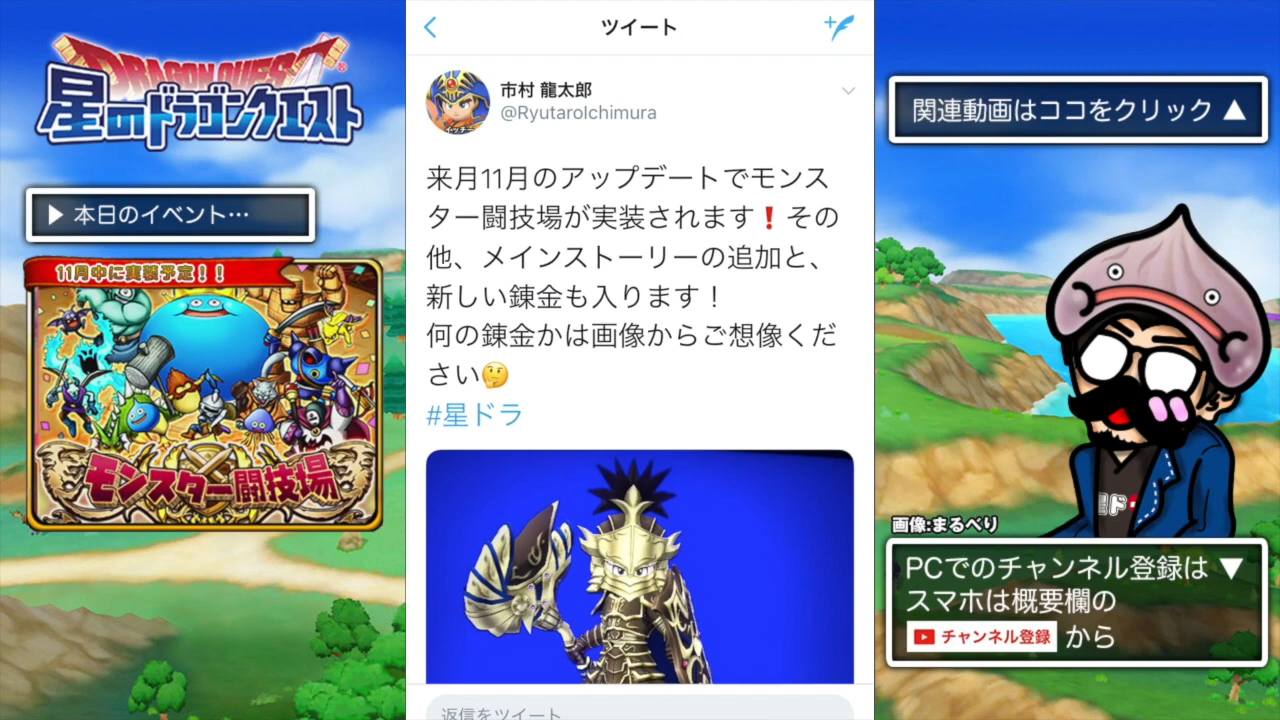 DRAGON QUEST
星のドラゴンクエスト
▶ 本日のイベント…
11月中に実装予定！！
モンスター闘技場
ツイート
市村 龍太郎
@RyutaroIchimura
イッチー
来月11月のアップデートでモンス
ター闘技場が実装されます❗その
他、メインストーリーの追加と、
新しい錬金も入ります！
何の錬金かは画像からご想像くだ
さい🤔
#星ドラ
返信をツイート
関連動画はココをクリック ▲
星ド
画像:まるべり
PCでのチャンネル登録は ▼
スマホは概要欄の
チャンネル登録 から